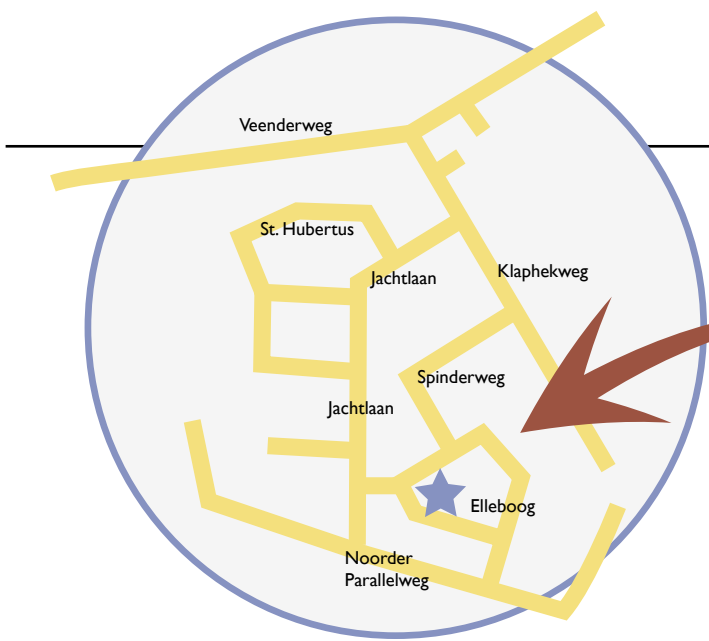 Veenderweg
St. Hubertus
Jachtlaan
Klaphekweg
Spinderweg
Jachtlaan
Elleboog
Noorder
Parallelweg